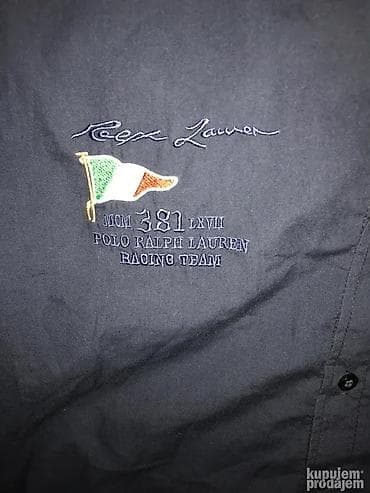 Ralph Lauren
MCM 381 LXVII
POLO RALPH LAUREN
RACING TEAM
kupujem
prodajem